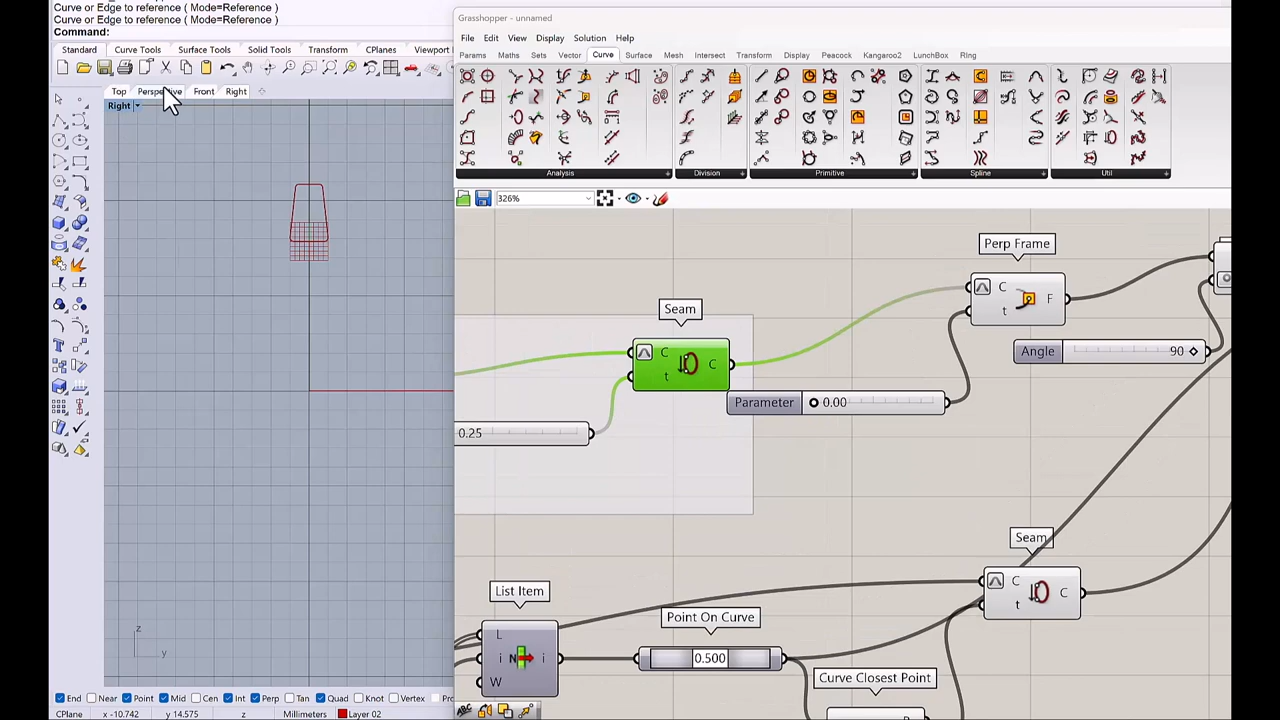 Curve or Edge to reference ( Mode=Reference )
Curve or Edge to reference ( Mode=Reference )
Command:
Standard Curve Tools Surface Tools Solid Tools Transform CPlanes Viewport
Top Perspective Front Right
Right
z
y
End Near Point Mid Cen Int Perp Tan Quad Knot Vertex
CPlane x -10.742 y 14.575 z Millimeters Layer 02
Grasshopper - unnamed
File Edit View Display Solution Help
Params Maths Sets Vector Curve Surface Mesh Intersect Transform Display Peacock Kangaroo2 LunchBox RIng
Analysis Division Primitive Spline Util
326%
Perp Frame
C
t
F
Seam
C
t
C
Angle 90
Parameter 0.00
0.25
Seam
C
t
C
List Item
L
i
W
i
Point On Curve
0.500
Curve Closest Point